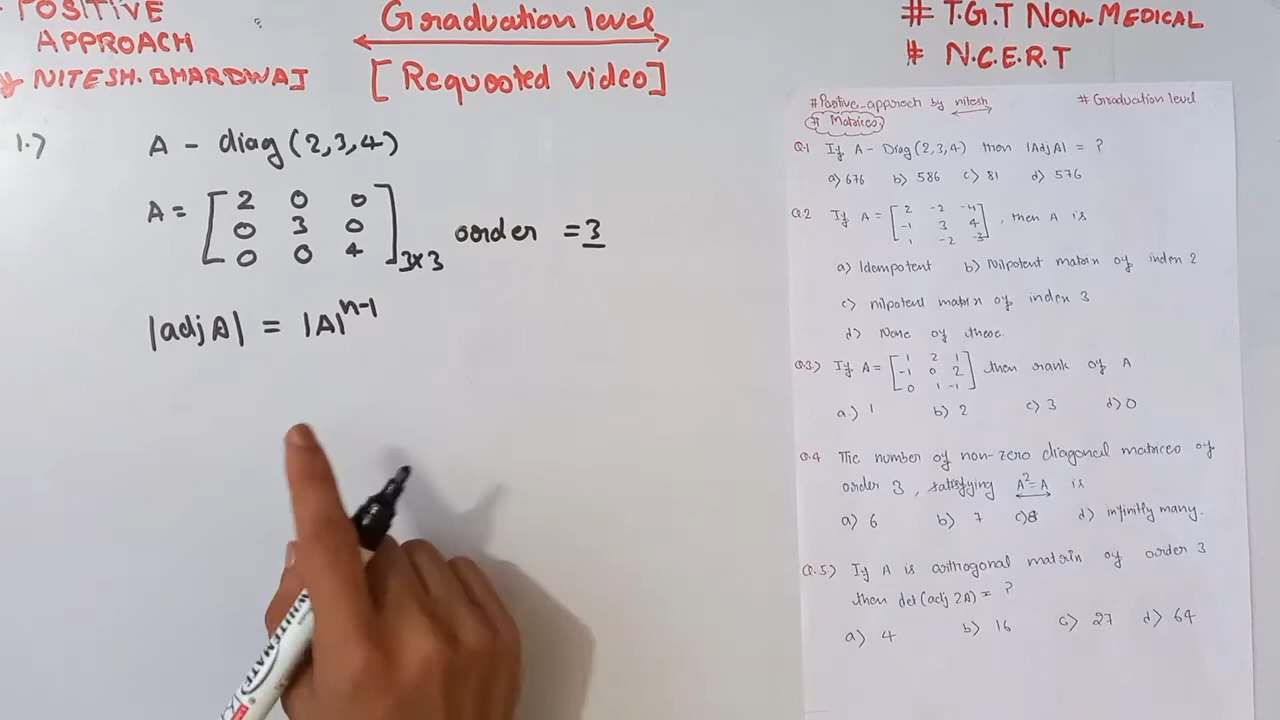 POSITIVE
APPROACH
NITESH. BHARDWAJ
Graduation level
[Requested video]
# T.G.T NON-MEDICAL
# N.C.E.R.T
1.7 A - diag (2,3,4)
A = [2 0 0
0 3 0
0 0 4]3x3 order = 3
|adj A| = |A|^n-1
#Positive_approach by nitesh #Graduation level
# Matrices
Q.1 If A - Diag (2,3,4) then |AdjA| = ?
a) 676 b) 586 c) 81 d) 576
Q.2 If A = [2 -2 -4
-1 3 4
1 -2 -3], then A is
a) Idempotent b) Nilpotent matrix of index 2
c) nilpotent matrix of index 3
d) None of these.
Q.3) If A = [1 2 1
-1 0 2
0 1 -1] then rank of A
a.) 1 b) 2 c) 3 d) 0
Q.4 The number of non-zero diagonal matrices of
order 3, satisfying A²=A is
a) 6 b) 7 c) 8 d) infinitly many.
Q.5) If A is orthogonal matrix of order 3
then det (adj 2A) = ?
a) 4 b) 16 c) 27 d) 64
WHITEMATE